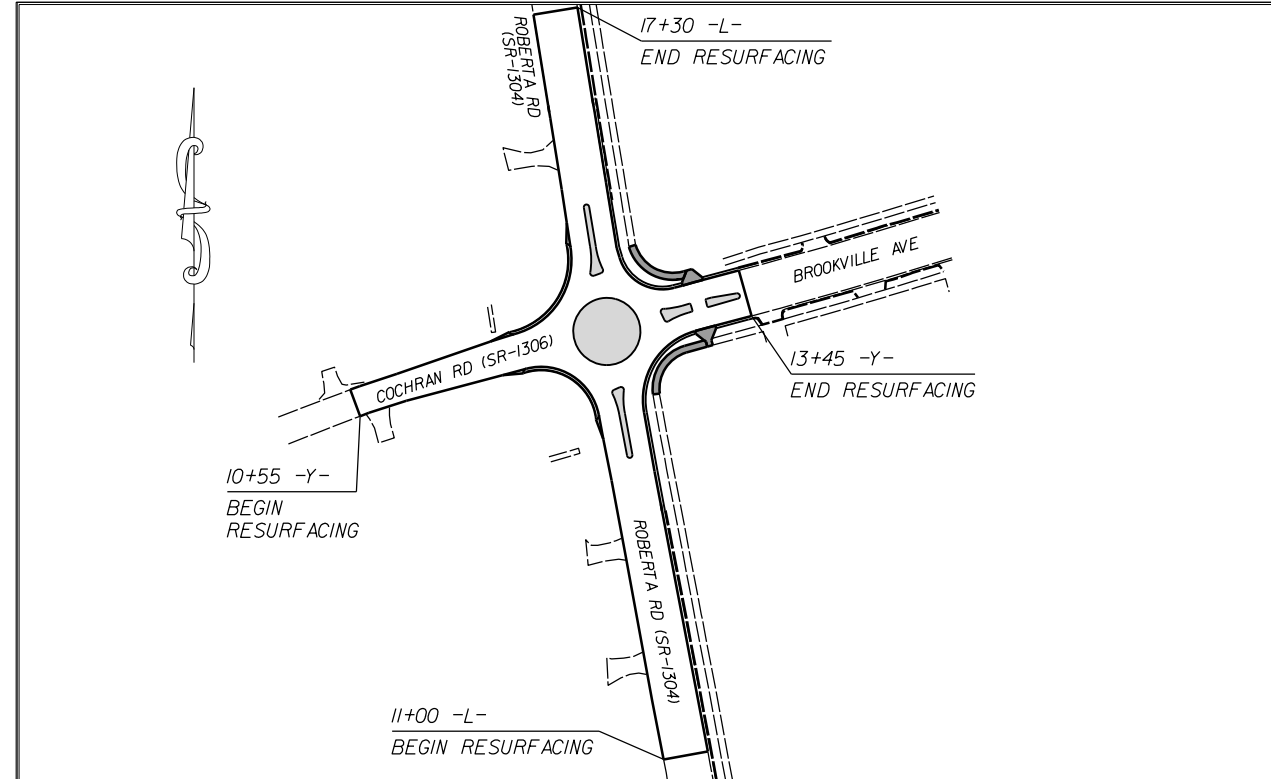 17+30 -L-
END RESURFACING
ROBERTA RD
(SR-1304)
BROOKVILLE AVE
COCHRAN RD (SR-1306)
13+45 -Y-
END RESURFACING
10+55 -Y-
BEGIN
RESURFACING
ROBERTA RD (SR-1304)
11+00 -L-
BEGIN RESURFACING